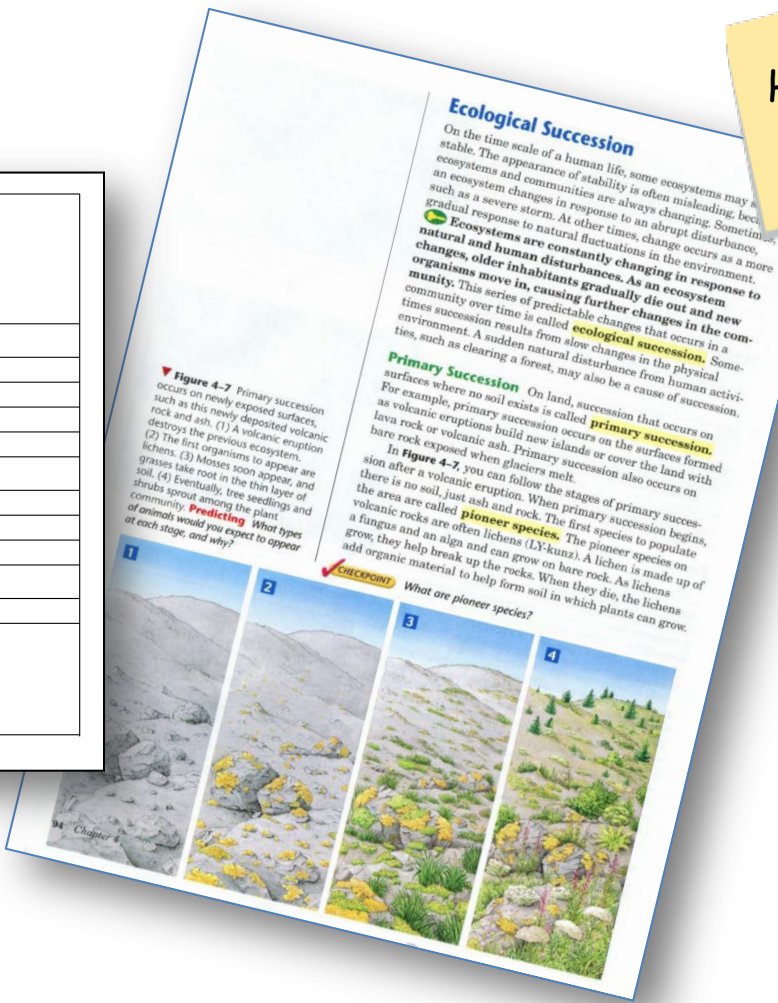 Ecological Succession
On the time scale of a human life, some ecosystems may
stable. The appearance of stability is often misleading,
ecosystems and communities are always changing. Sometimes,
an ecosystem changes in response to an abrupt disturbance,
such as a severe storm. At other times, change occurs as a more
gradual response to natural fluctuations in the environment.
Ecosystems are constantly changing in response to
natural and human disturbances. As an ecosystem
changes, older inhabitants gradually die out and new
organisms move in, causing further changes in the com-
munity. This series of predictable changes that occurs in a
community over time is called ecological succession. Some-
times succession results from slow changes in the physical
environment. A sudden natural disturbance from human activi-
ties, such as clearing a forest, may also be a cause of succession.
Primary Succession On land, succession that occurs on
surfaces where no soil exists is called primary succession.
For example, primary succession occurs on the surfaces formed
as volcanic eruptions build new islands or cover the land with
lava rock or volcanic ash. Primary succession also occurs on
bare rock exposed when glaciers melt.
In Figure 4–7, you can follow the stages of primary succes-
sion after a volcanic eruption. When primary succession begins,
there is no soil, just ash and rock. The first species to populate
the area are called pioneer species. The pioneer species on
volcanic rocks are often lichens (LY-kunz). A lichen is made up of
a fungus and an alga and can grow on bare rock. As lichens
grow, they help break up the rocks. When they die, the lichens
add organic material to help form soil in which plants can grow.
CHECKPOINT What are pioneer species?
Figure 4–7 Primary succession
occurs on newly exposed surfaces,
such as this newly deposited volcanic
rock and ash. (1) A volcanic eruption
destroys the previous ecosystem.
(2) The first organisms to appear are
lichens. (3) Mosses soon appear, and
grasses take root in the thin layer of
soil. (4) Eventually, tree seedlings and
shrubs sprout among the plant
community. Predicting What types
of animals would you expect to appear
at each stage, and why?
1
2
3
4
94 Chapter 4